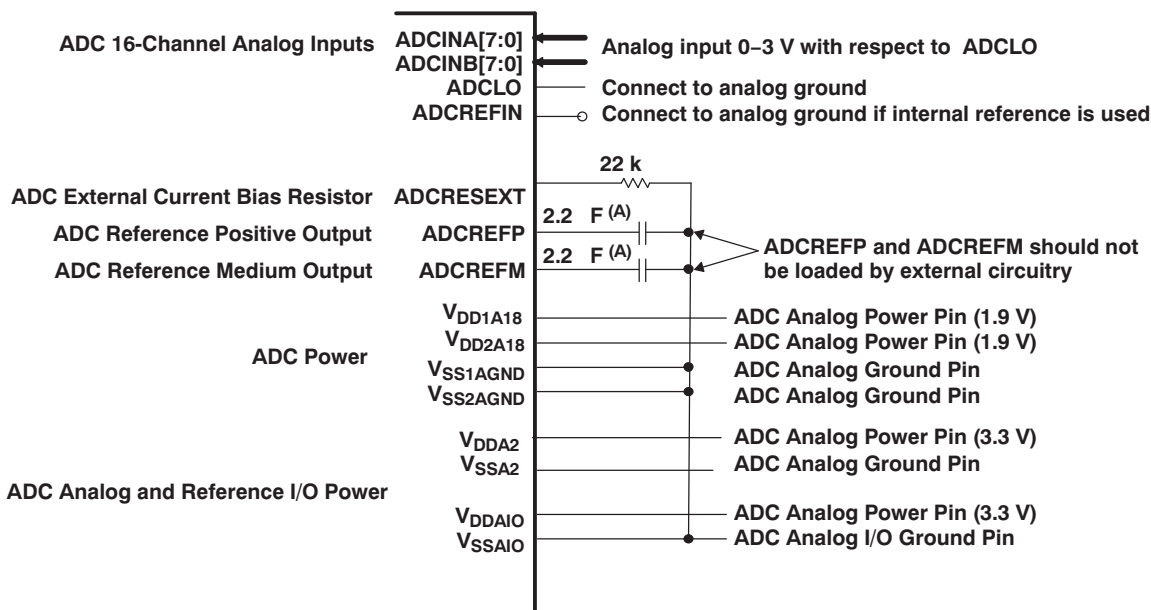 ADC 16-Channel Analog Inputs ADCINA[7:0] Analog input 0–3 V with respect to ADCLO
ADCINB[7:0]
ADCLO Connect to analog ground
ADCREFIN Connect to analog ground if internal reference is used
22 k
ADC External Current Bias Resistor ADCRESEXT
2.2 F (A)
ADC Reference Positive Output ADCREFP
ADCREFP and ADCREFM should not
be loaded by external circuitry
2.2 F (A)
ADC Reference Medium Output ADCREFM
VDD1A18 ADC Analog Power Pin (1.9 V)
VDD2A18 ADC Analog Power Pin (1.9 V)
ADC Power
VSS1AGND ADC Analog Ground Pin
VSS2AGND ADC Analog Ground Pin
VDDA2 ADC Analog Power Pin (3.3 V)
VSSA2 ADC Analog Ground Pin
ADC Analog and Reference I/O Power
VDDAIO ADC Analog Power Pin (3.3 V)
VSSAIO ADC Analog I/O Ground Pin